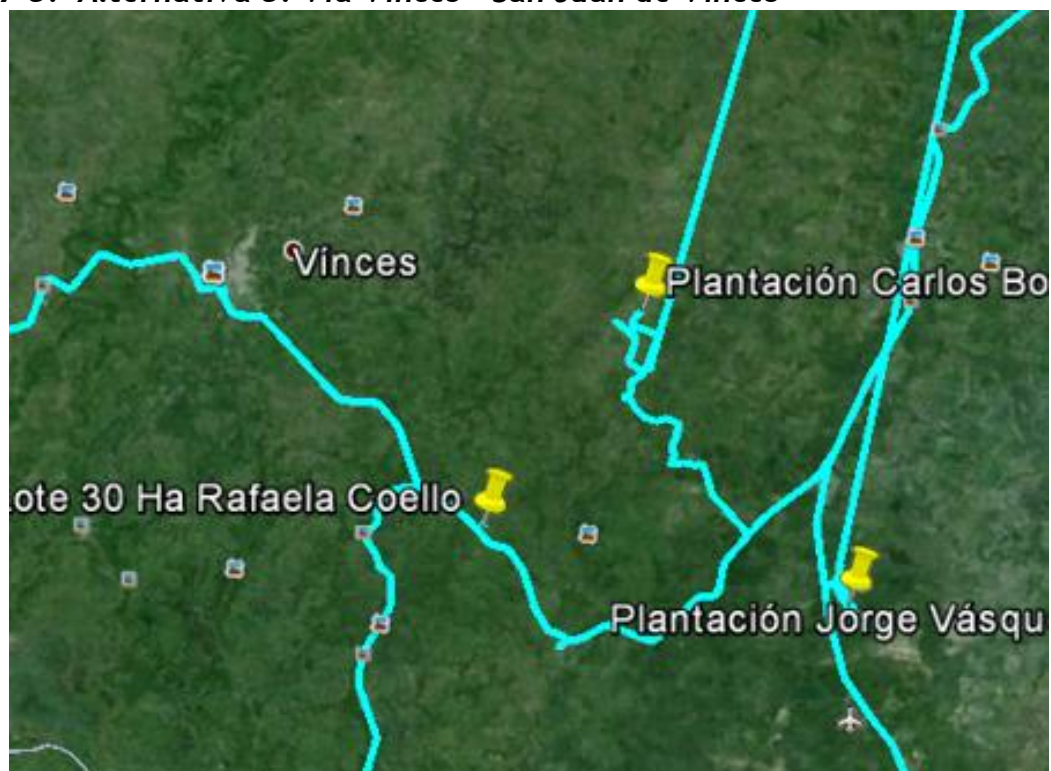 Alternativa 3: Vía Vinces - San Juan de Vinces
Vinces
Plantación Carlos Bo
ote 30 Ha Rafaela Coello
Plantación Jorge Vásqu